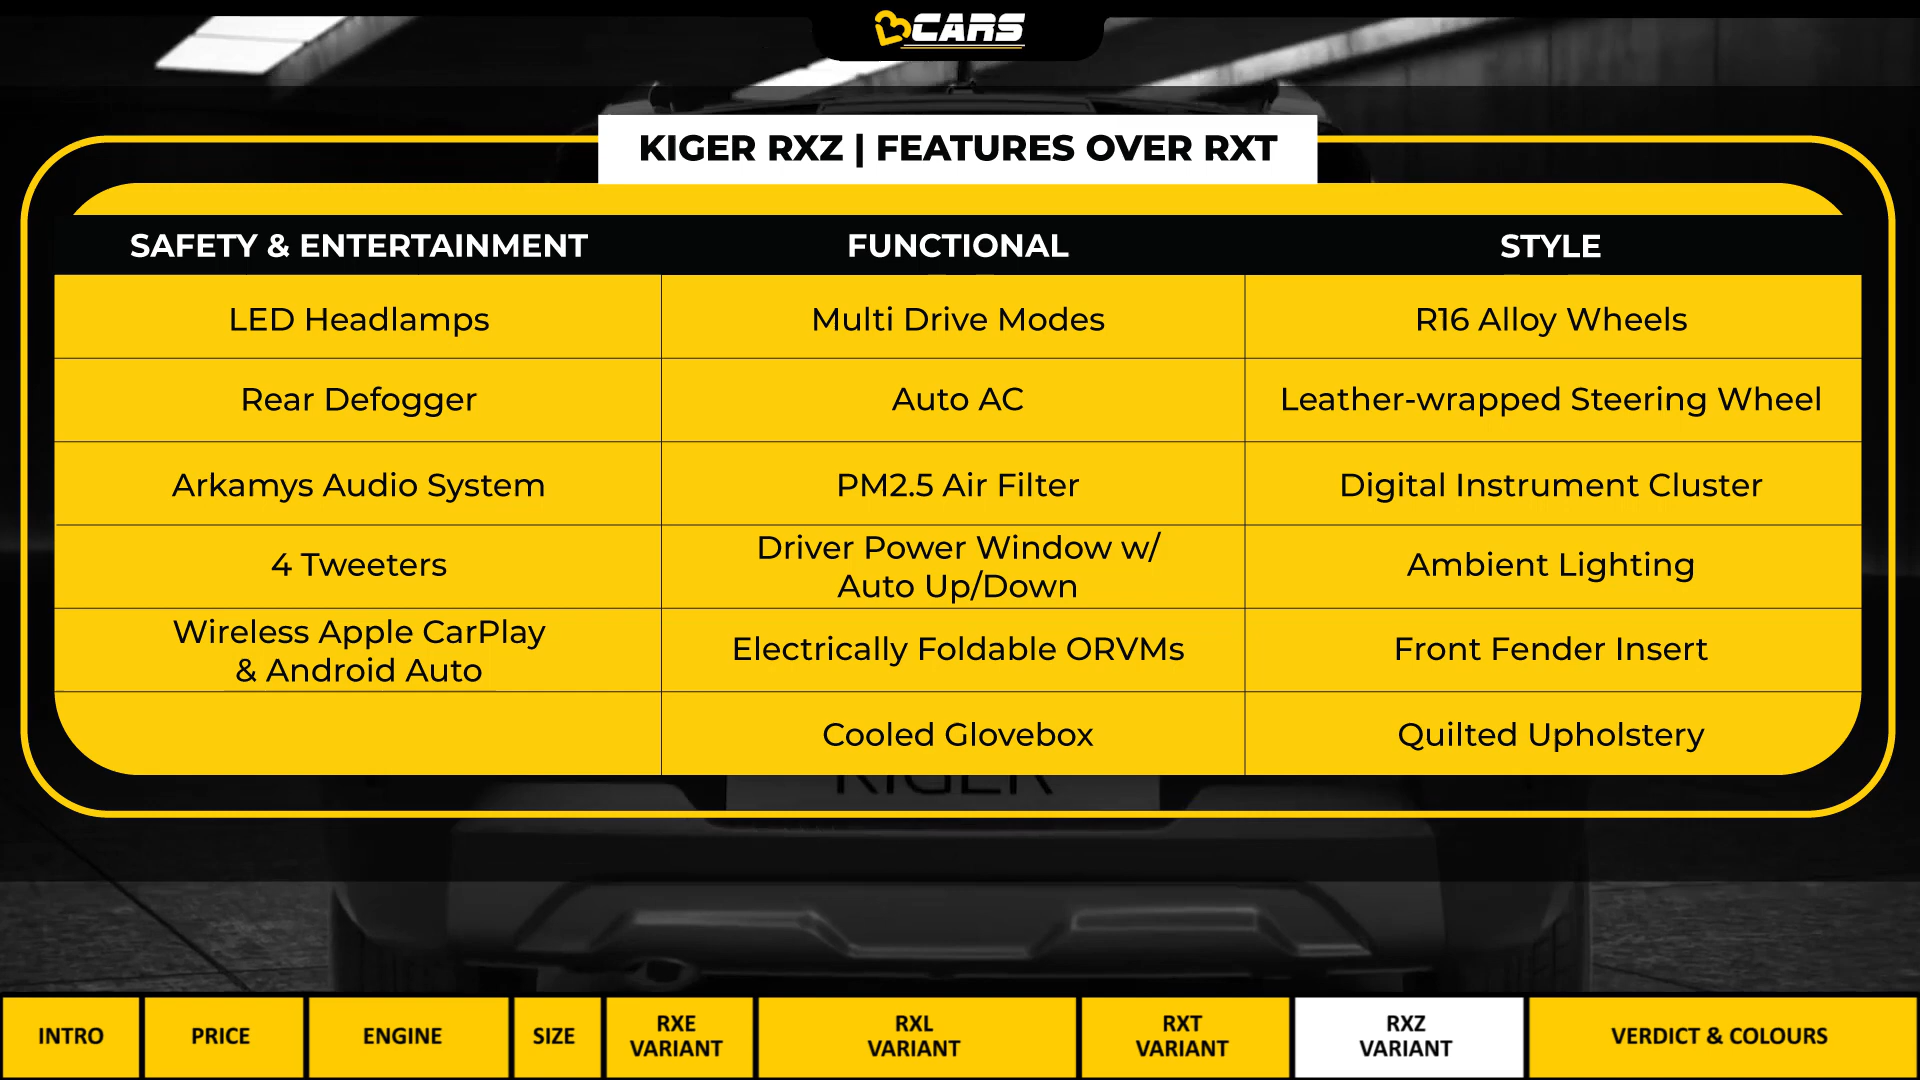 CARS
KIGER RXZ | FEATURES OVER RXT
SAFETY & ENTERTAINMENT
FUNCTIONAL
STYLE
LED Headlamps
Multi Drive Modes
R16 Alloy Wheels
Rear Defogger
Auto AC
Leather-wrapped Steering Wheel
Arkamys Audio System
PM2.5 Air Filter
Digital Instrument Cluster
4 Tweeters
Driver Power Window w/
Auto Up/Down
Ambient Lighting
Wireless Apple CarPlay
& Android Auto
Electrically Foldable ORVMs
Front Fender Insert
Cooled Glovebox
Quilted Upholstery
KIGER
INTRO
PRICE
ENGINE
SIZE
RXE
VARIANT
RXL
VARIANT
RXT
VARIANT
RXZ
VARIANT
VERDICT & COLOURS